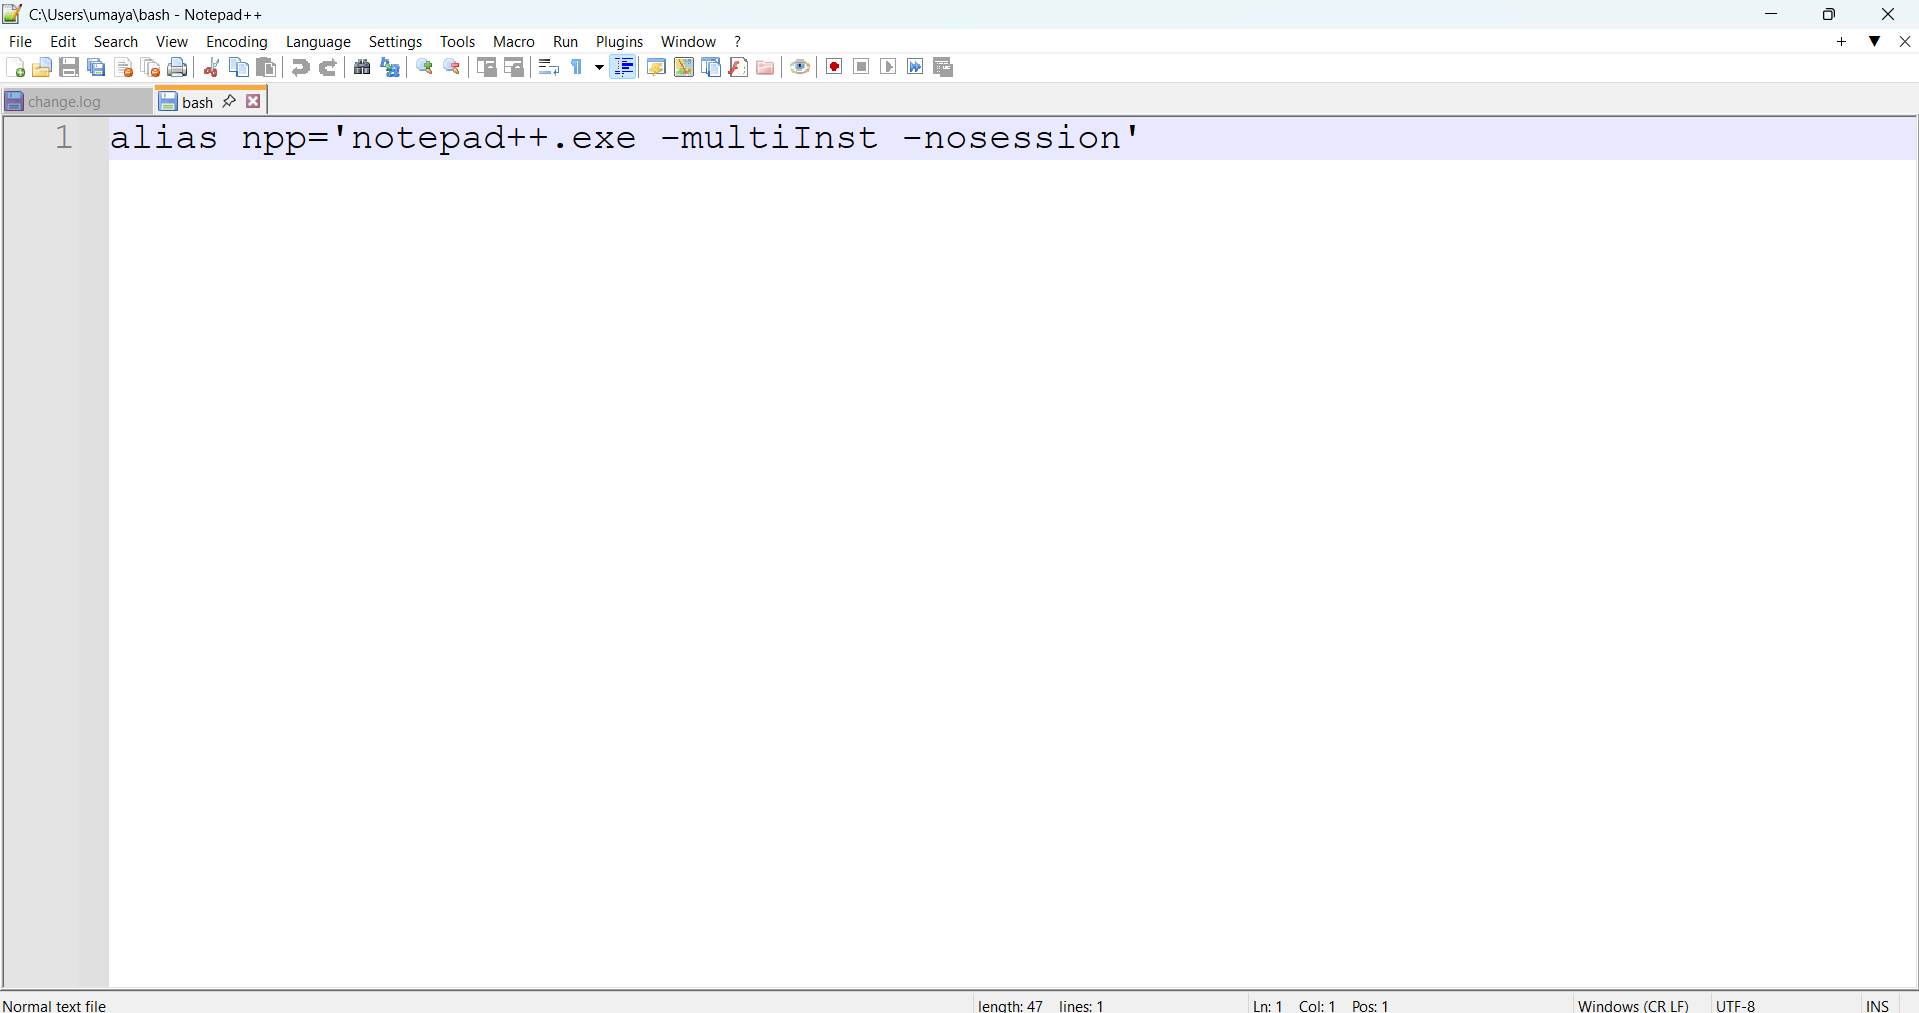 C:\Users\umaya\bash - Notepad++
File Edit Search View Encoding Language Settings Tools Macro Run Plugins Window ?
change.log bash
1 alias npp='notepad++.exe -multiInst -nosession'
Normal text file length: 47 lines: 1 Ln: 1 Col: 1 Pos: 1 Windows (CR LF) UTF-8 INS